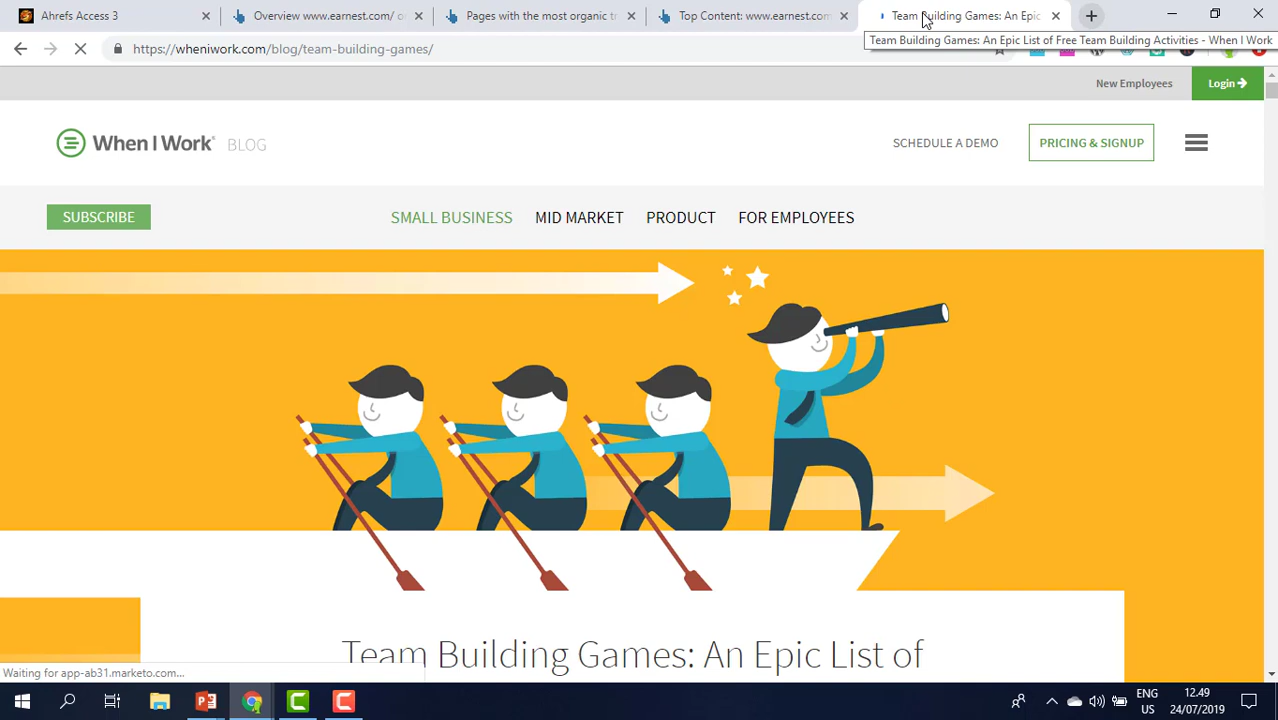 Ahrefs Access 3
Overview www.earnest.com/ o
Pages with the most organic tr
Top Content: www.earnest.com
Team Building Games: An Epic
https://wheniwork.com/blog/team-building-games/
Team Building Games: An Epic List of Free Team Building Activities - When I Work
New Employees
Login
When I Work BLOG
SCHEDULE A DEMO
PRICING & SIGNUP
SUBSCRIBE
SMALL BUSINESS
MID MARKET
PRODUCT
FOR EMPLOYEES
Team Building Games: An Epic List of
Waiting for app-ab31.marketo.com...
ENG
US
12.49
24/07/2019